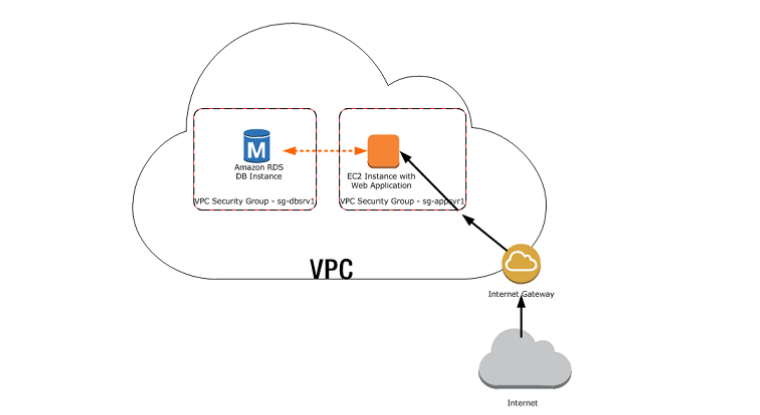 M
Amazon RDS
DB Instance
EC2 Instance with
Web Application
VPC Security Group - sg-dbsrv1
VPC Security Group - sg-appsvr1
VPC
Internet Gateway
Internet